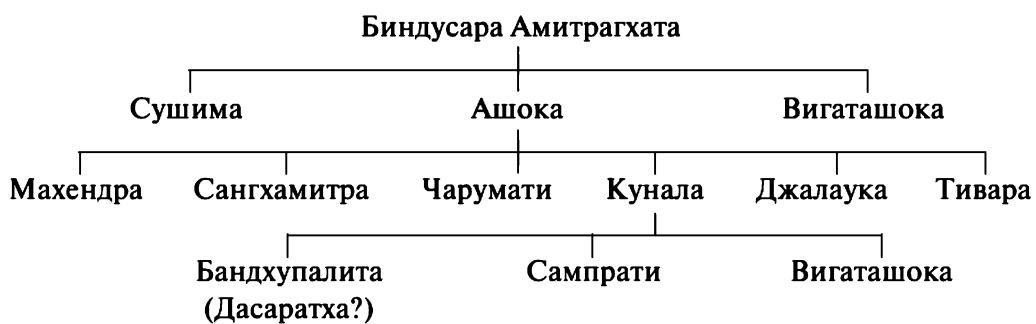 Биндусара Амитрагхата
Сушима Ашока Вигаташока
Махендра Сангхамитра Чарумати Кунала Джалаука Тивара
Бандхупалита Сампрати Вигаташока
(Дасаратха?)